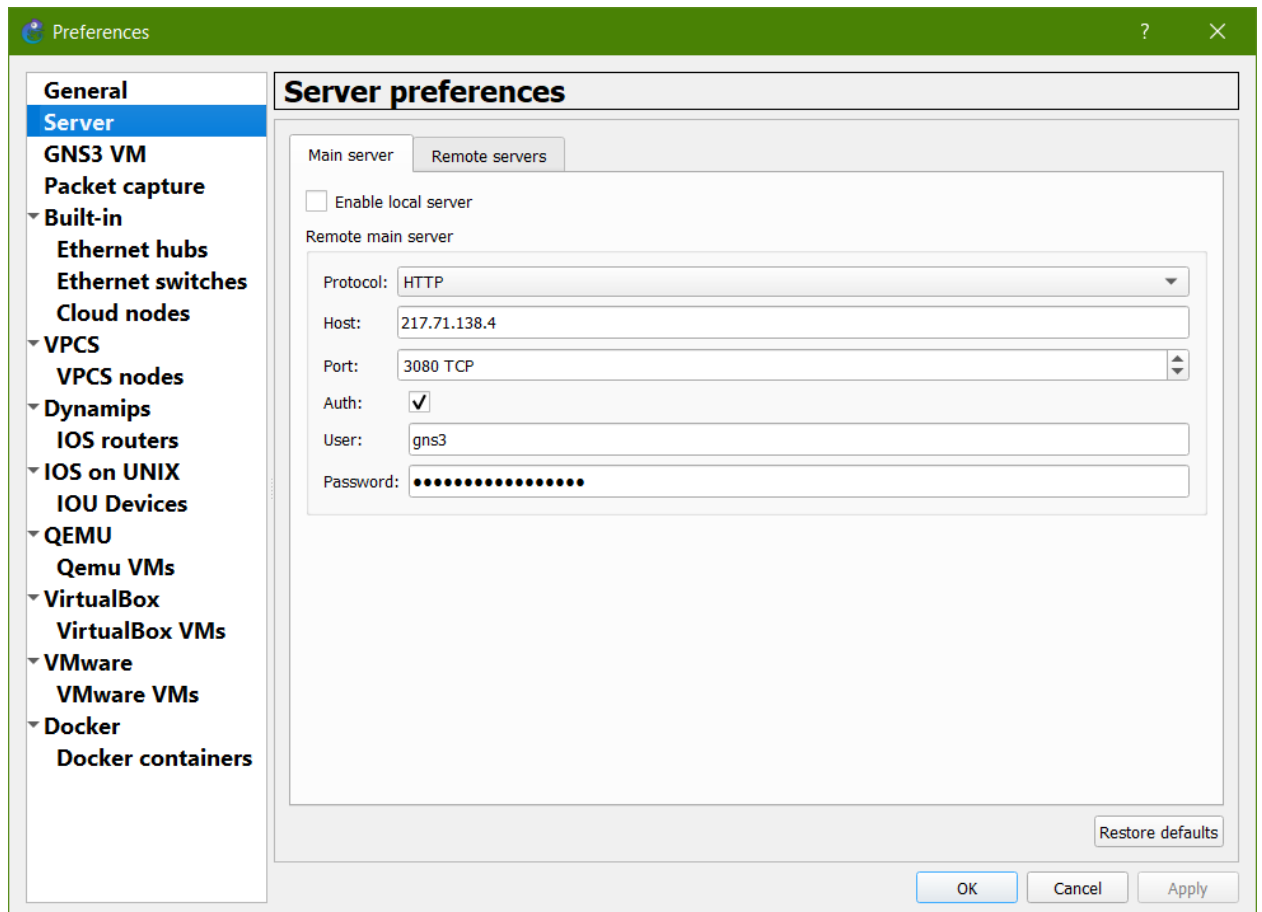 Preferences
?
General
Server
GNS3 VM
Packet capture
Built-in
Ethernet hubs
Ethernet switches
Cloud nodes
VPCS
VPCS nodes
Dynamips
IOS routers
IOS on UNIX
IOU Devices
QEMU
Qemu VMs
VirtualBox
VirtualBox VMs
VMware
VMware VMs
Docker
Docker containers
Server preferences
Main server
Remote servers
Enable local server
Remote main server
Protocol: HTTP
Host: 217.71.138.4
Port: 3080 TCP
Auth:
User: gns3
Password: •••••••••••••••••
Restore defaults
OK
Cancel
Apply